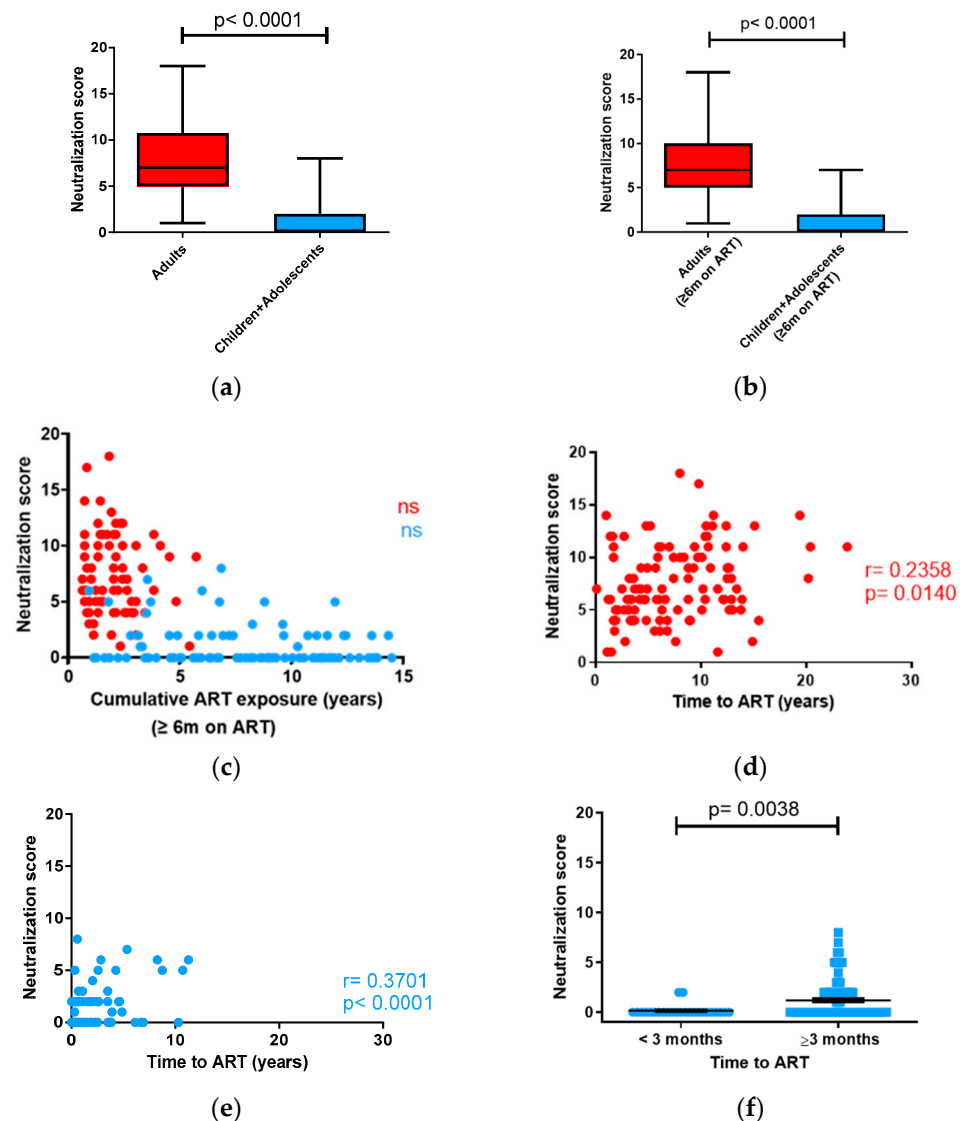 p< 0.0001
20
15
10
5
0
Neutralization score
Adults
Children+Adolescents
(a)
p< 0.0001
20
15
10
5
0
Neutralization score
Adults
(≥6m on ART)
Children+Adolescents
(≥6m on ART)
(b)
20
15
10
5
0
Neutralization score
ns
ns
0 5 10 15
Cumulative ART exposure (years)
(≥ 6m on ART)
(c)
20
15
10
5
0
Neutralization score
r= 0.2358
p= 0.0140
0 10 20 30
Time to ART (years)
(d)
20
15
10
5
0
Neutralization score
r= 0.3701
p< 0.0001
0 10 20 30
Time to ART (years)
(e)
p= 0.0038
20
15
10
5
0
Neutralization score
< 3 months ≥3 months
Time to ART
(f)